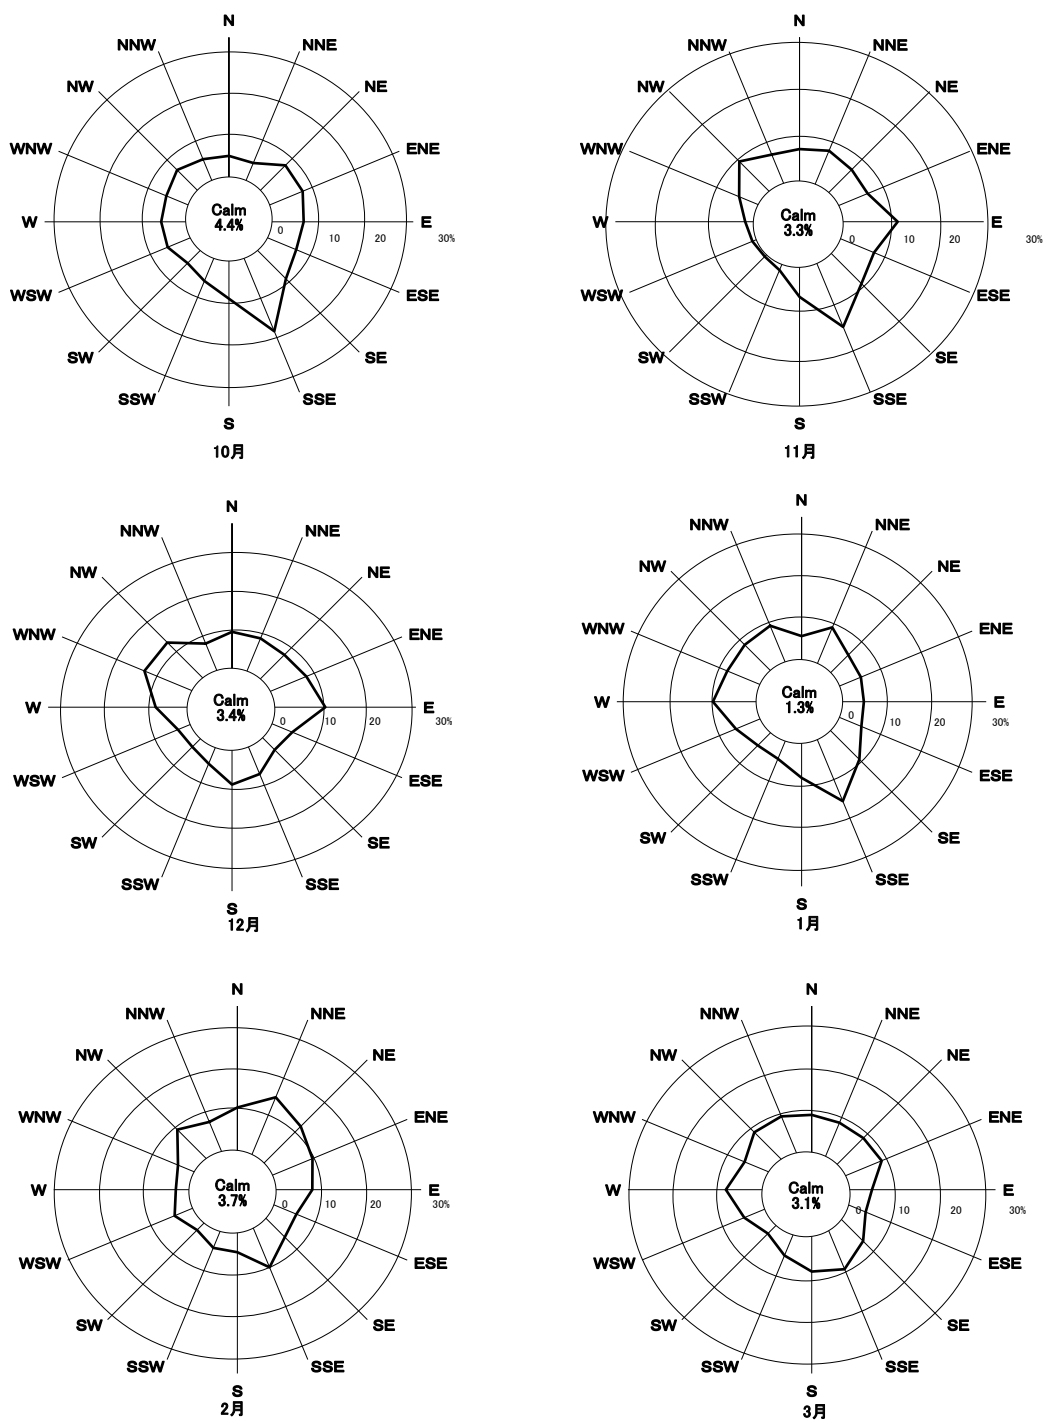 N
NNW NNE
NW NE
WNW ENE
W Calm 4.4% E
0 10 20 30%
WSW ESE
SW SE
SSW SSE
S
10月
N
NNW NNE
NW NE
WNW ENE
W Calm 3.3% E
0 10 20 30%
WSW ESE
SW SE
SSW SSE
S
11月
N
NNW NNE
NW NE
WNW ENE
W Calm 3.4% E
0 10 20 30%
WSW ESE
SW SE
SSW SSE
S
12月
N
NNW NNE
NW NE
WNW ENE
W Calm 1.3% E
0 10 20 30%
WSW ESE
SW SE
SSW SSE
S
1月
N
NNW NNE
NW NE
WNW ENE
W Calm 3.7% E
0 10 20 30%
WSW ESE
SW SE
SSW SSE
S
2月
N
NNW NNE
NW NE
WNW ENE
W Calm 3.1% E
0 10 20 30%
WSW ESE
SW SE
SSW SSE
S
3月